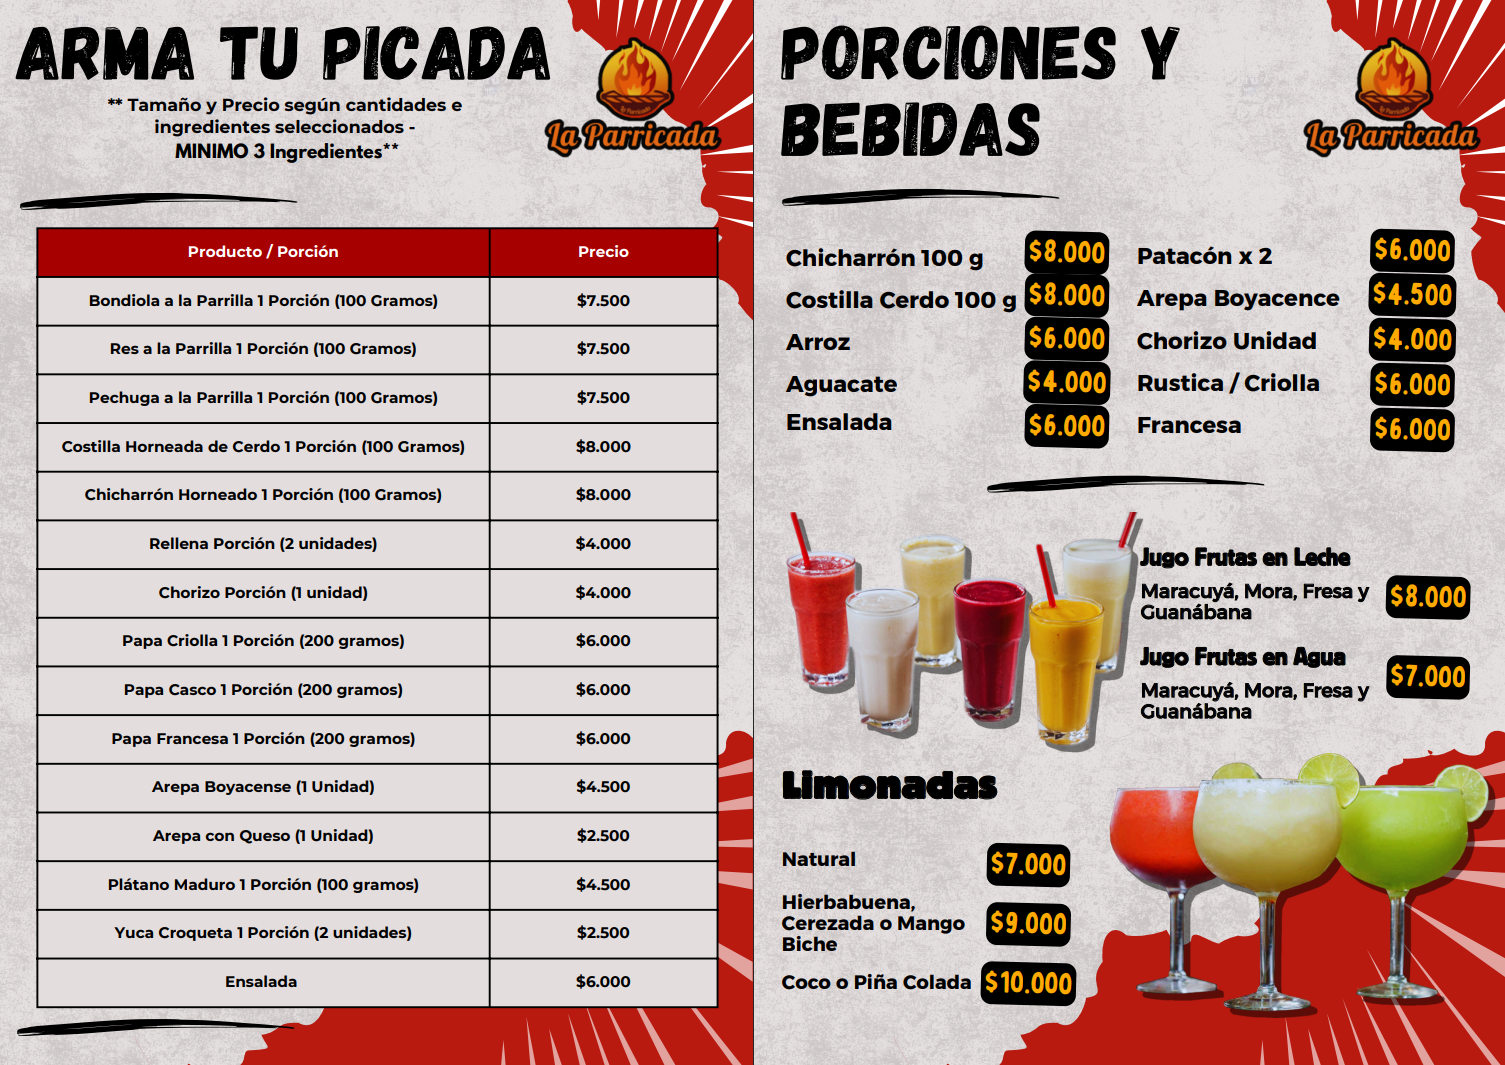 ARMA TU PICADA
** Tamaño y Precio según cantidades e
ingredientes seleccionados -
MINIMO 3 Ingredientes**
La Parricada
Producto / Porción Precio
Bondiola a la Parrilla 1 Porción (100 Gramos) $7.500
Res a la Parrilla 1 Porción (100 Gramos) $7.500
Pechuga a la Parrilla 1 Porción (100 Gramos) $7.500
Costilla Horneada de Cerdo 1 Porción (100 Gramos) $8.000
Chicharrón Horneado 1 Porción (100 Gramos) $8.000
Rellena Porción (2 unidades) $4.000
Chorizo Porción (1 unidad) $4.000
Papa Criolla 1 Porción (200 gramos) $6.000
Papa Casco 1 Porción (200 gramos) $6.000
Papa Francesa 1 Porción (200 gramos) $6.000
Arepa Boyacense (1 Unidad) $4.500
Arepa con Queso (1 Unidad) $2.500
Plátano Maduro 1 Porción (100 gramos) $4.500
Yuca Croqueta 1 Porción (2 unidades) $2.500
Ensalada $6.000
PORCIONES Y
BEBIDAS
La Parricada
Chicharrón 100 g $8.000
Costilla Cerdo 100 g $8.000
Arroz $6.000
Aguacate $4.000
Ensalada $6.000
Patacón x 2 $6.000
Arepa Boyacence $4.500
Chorizo Unidad $4.000
Rustica / Criolla $6.000
Francesa $6.000
Jugo Frutas en Leche
Maracuyá, Mora, Fresa y
Guanábana
$8.000
Jugo Frutas en Agua
Maracuyá, Mora, Fresa y
Guanábana
$7.000
Limonadas
Natural $7.000
Hierbabuena,
Cerezada o Mango
Biche
$9.000
Coco o Piña Colada $10.000